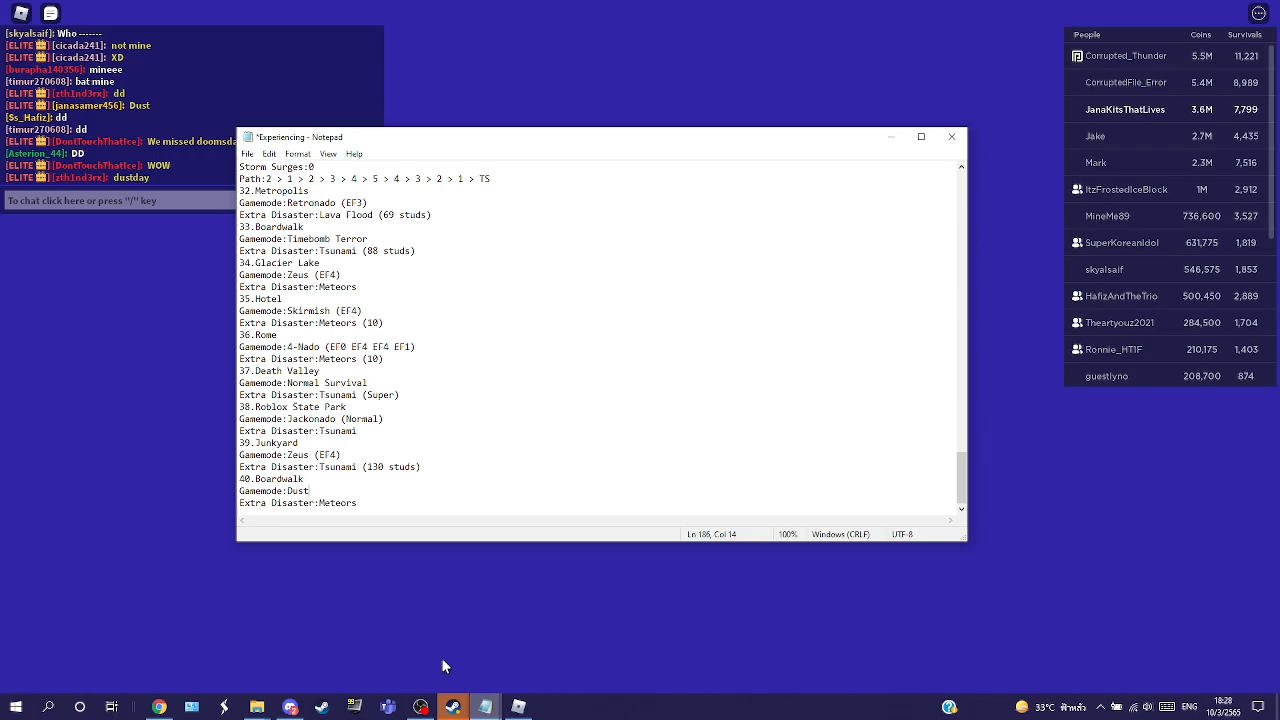 [skyalsaif]: Who -------
[ELITE][cicada241]: not mine
[ELITE][cicada241]: XD
[burapha140356]: mineee
[timur270608]: bat mine
[ELITE][zth1nd3rx]: dd
[ELITE][janasamer456]: Dust
[Ss_Hafiz]: dd
[timur270608]: dd
[ELITE][DontTouchThatIce]: We missed doomsda
[Asterion_44]: DD
[ELITE][DontTouchThatIce]: WOW
[ELITE][zth1nd3rx]: dustday
To chat click here or press "/" key
*Experiencing - Notepad
File Edit Format View Help
Storm Surges:0
Path:2 > 1 > 2 > 3 > 4 > 5 > 4 > 3 > 2 > 1 > TS
32.Metropolis
Gamemode:Retronado (EF3)
Extra Disaster:Lava Flood (69 studs)
33.Boardwalk
Gamemode:Timebomb Terror
Extra Disaster:Tsunami (88 studs)
34.Glacier Lake
Gamemode:Zeus (EF4)
Extra Disaster:Meteors
35.Hotel
Gamemode:Skirmish (EF4)
Extra Disaster:Meteors (10)
36.Rome
Gamemode:4-Nado (EF0 EF4 EF4 EF1)
Extra Disaster:Meteors (10)
37.Death Valley
Gamemode:Normal Survival
Extra Disaster:Tsunami (Super)
38.Roblox State Park
Gamemode:Jackonado (Normal)
Extra Disaster:Tsunami
39.Junkyard
Gamemode:Zeus (EF4)
Extra Disaster:Tsunami (130 studs)
40.Boardwalk
Gamemode:Dust
Extra Disaster:Meteors
Ln 186, Col 14 100% Windows (CRLF) UTF-8
People Coins Survivals
Corrupted_Thunder 5.5M 11,221
CorruptedFile_Error 5.4M 8,989
JanaKitsThatLives 3.6M 7,799
Jake 2.7M 4,435
Mark 2.3M 7,516
ItzFrostedIceBlock 1M 2,912
MineMe89 736,600 3,527
SuperKoreanIdol 631,775 1,819
skyalsaif 546,575 1,853
HafizAndTheTrio 500,450 2,889
Theartyouz2021 284,500 1,704
Ronnie_HT1F 210,175 1,403
guestlyno 208,700 874
33°C ENG
18:28
10/3/2565